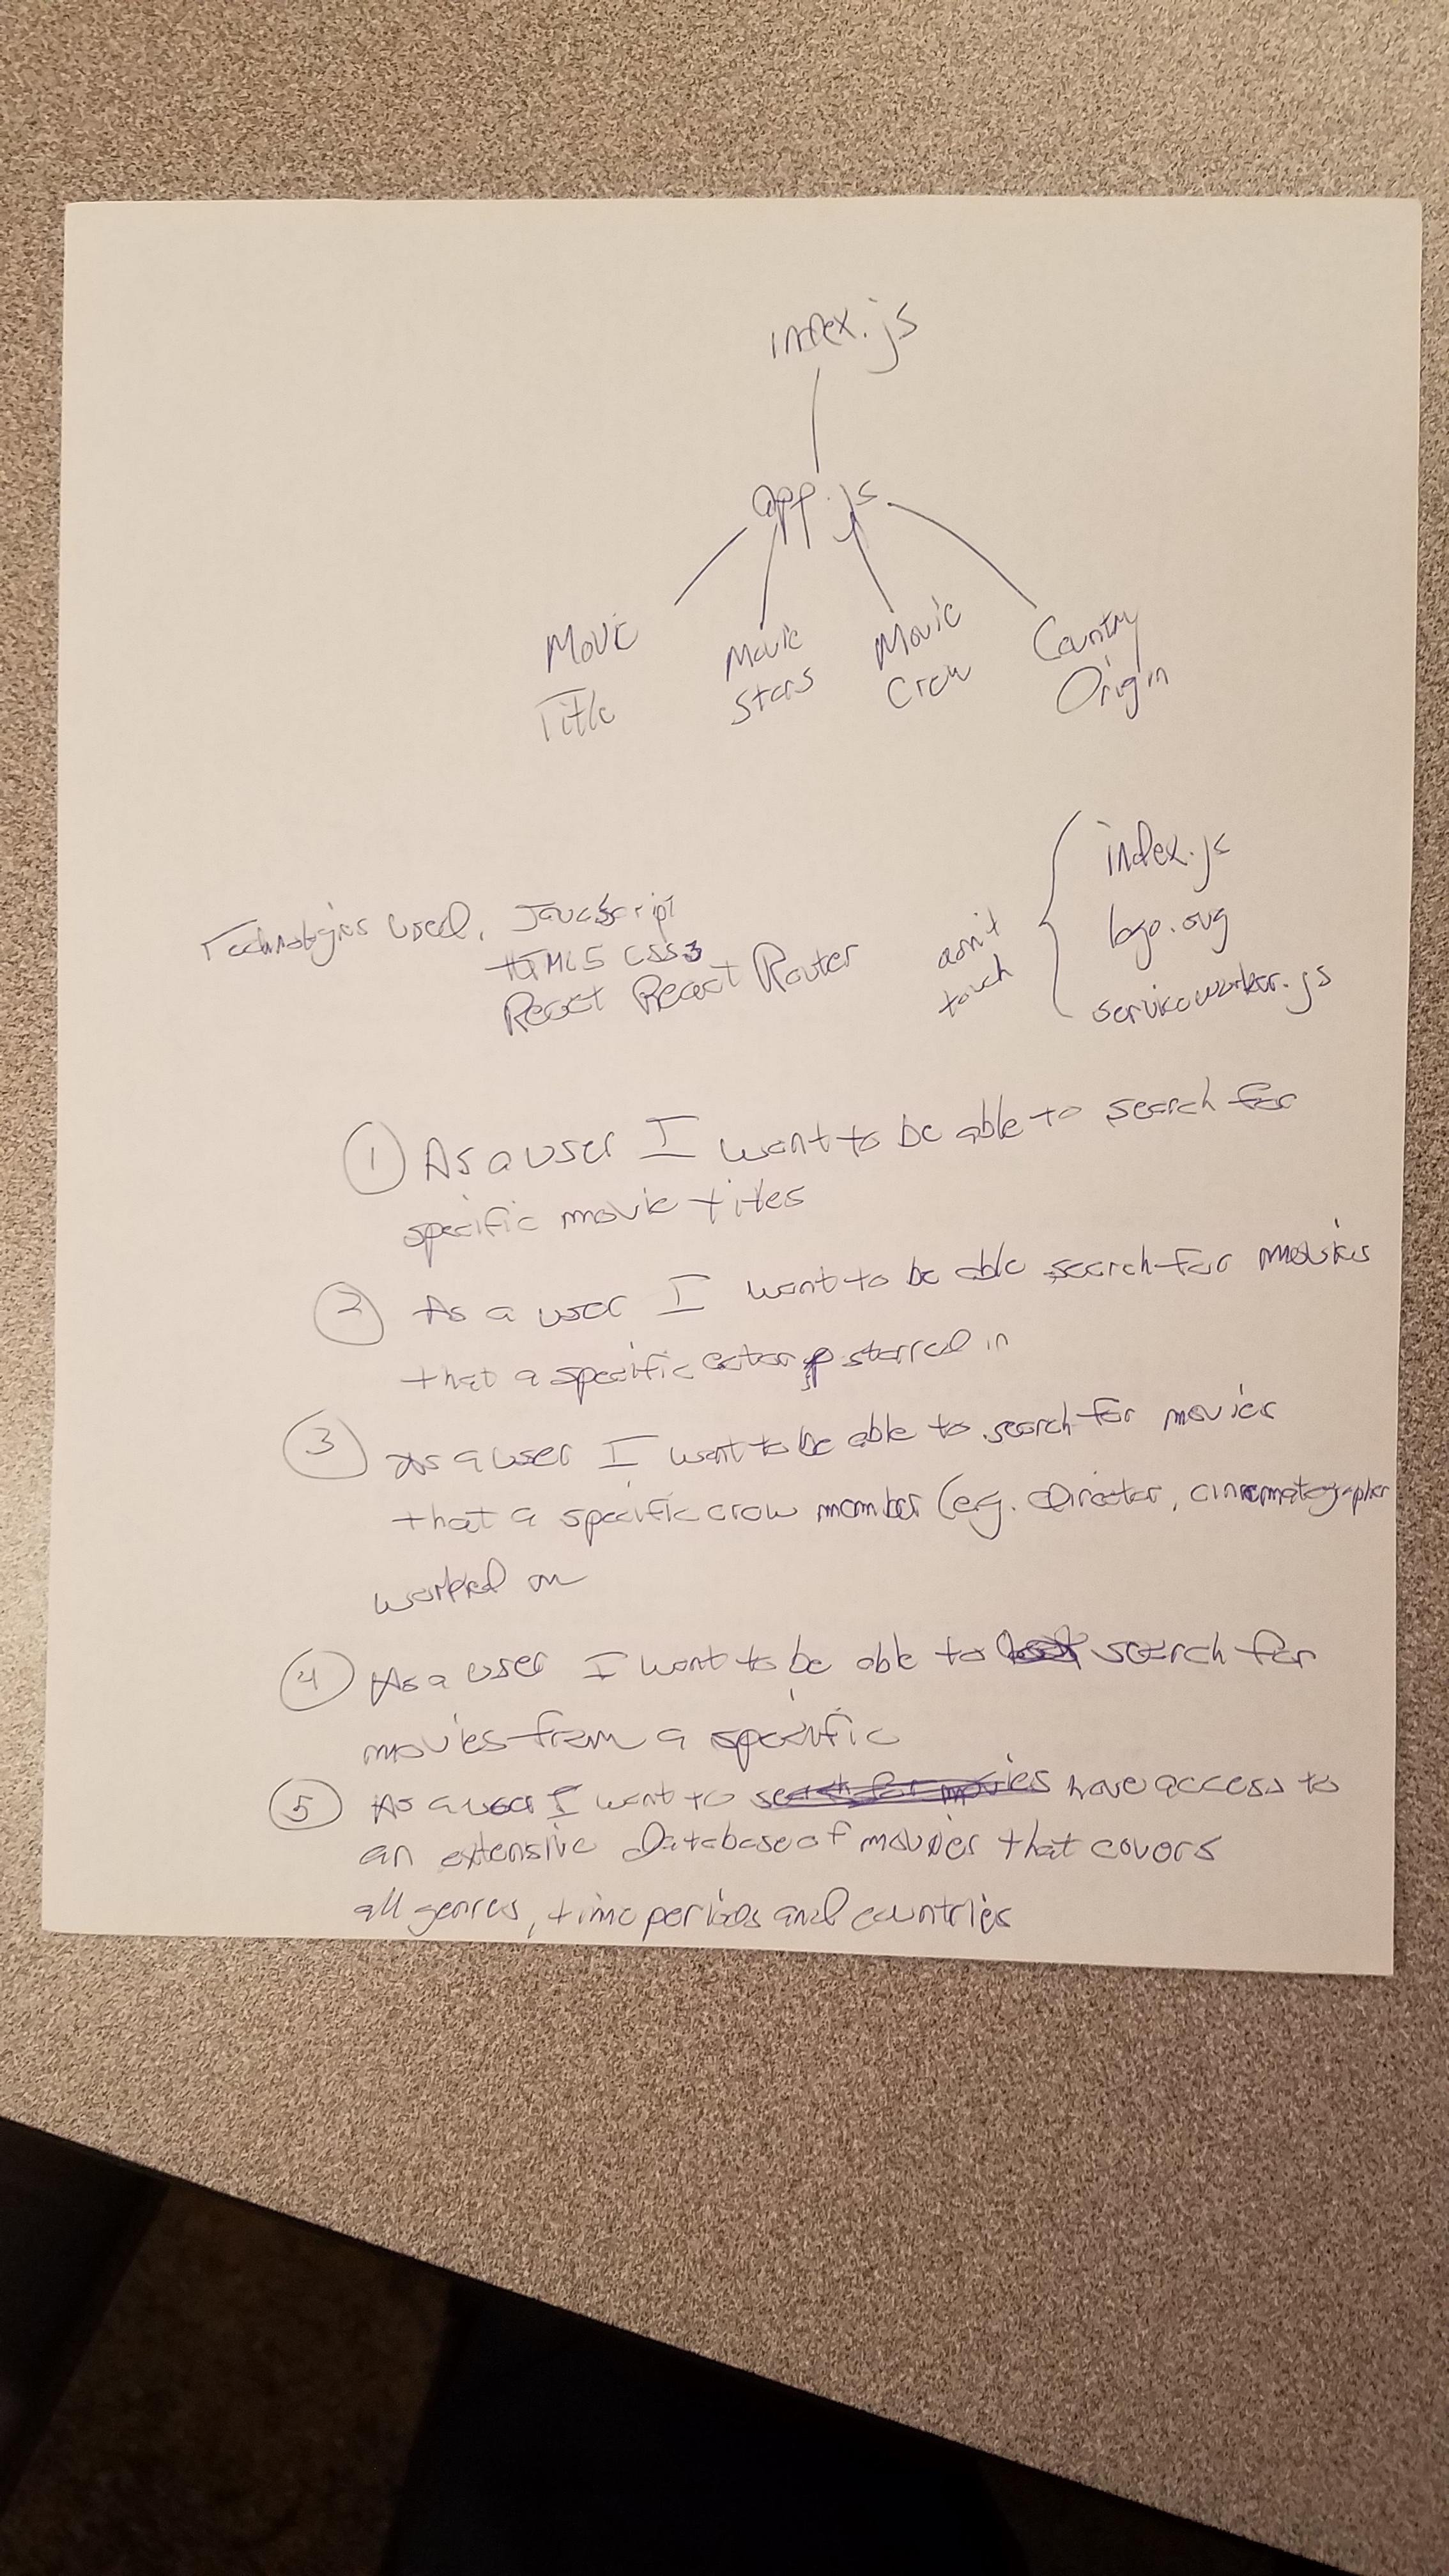 index.js
app.js
Movie Movie Movie Country
Title Stars Crew Origin
Technologies used, JavaScript
HTML5 CSS3
React React Router
don't
touch
index.js
logo.svg
serviceworker.js
1 As a user I want to be able to search for
specific movie titles
2 As a user I want to be able search for movies
that a specific actor starred in
3 As a user I want to be able to search for movies
that a specific crew member (e.g. Director, cinematographer
worked on
4 As a user I want to be able to search for
movies from a specific
5 As a user I want to search for movies have access to
an extensive Database of movies that covers
all genres, time periods and countries